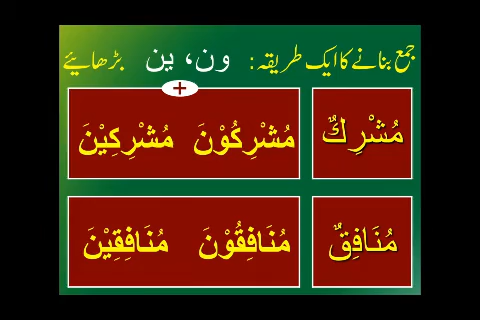 جمع بنانے کا ایک طریقہ: ون، ین بڑھایئے
+
مُشْرِكٌ مُشْرِكُوْنَ مُشْرِكِيْنَ
مُنَافِقٌ مُنَافِقُوْنَ مُنَافِقِيْنَ